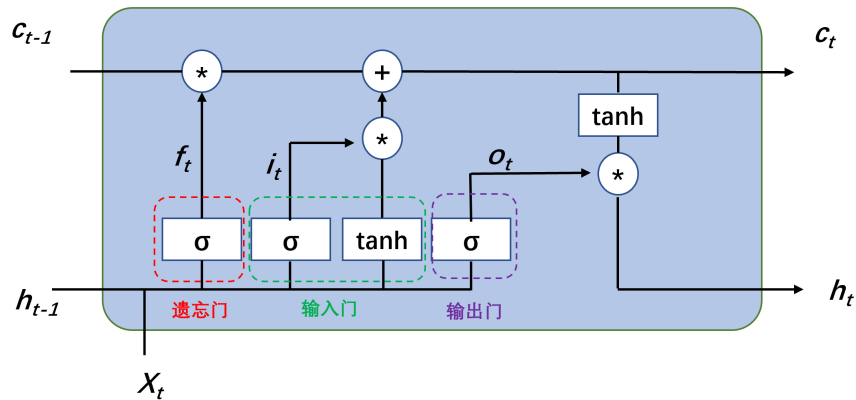 c_{t-1}
c_t
*
+
tanh
f_t
i_t
*
o_t
*
σ
σ
tanh
σ
h_{t-1}
遗忘门
输入门
输出门
h_t
X_t